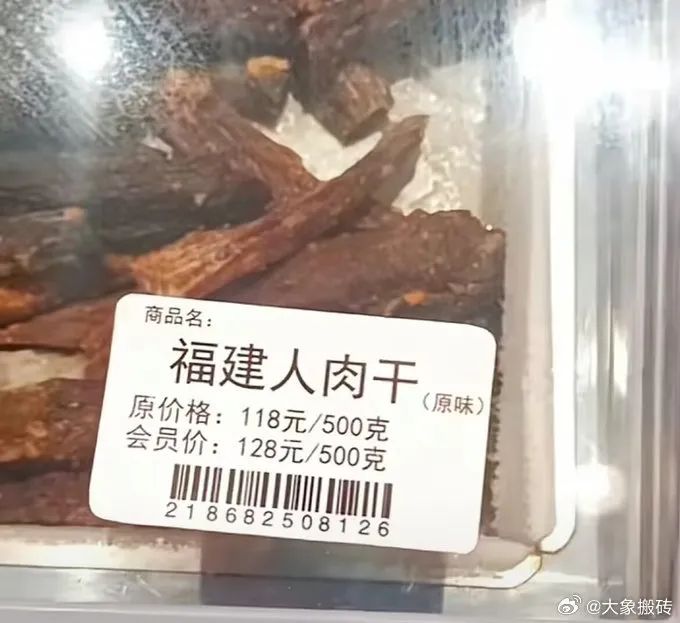 商品名:
福建人肉干(原味)
原价格: 118元/500克
会员价: 128元/500克
218682508126
@大象搬砖